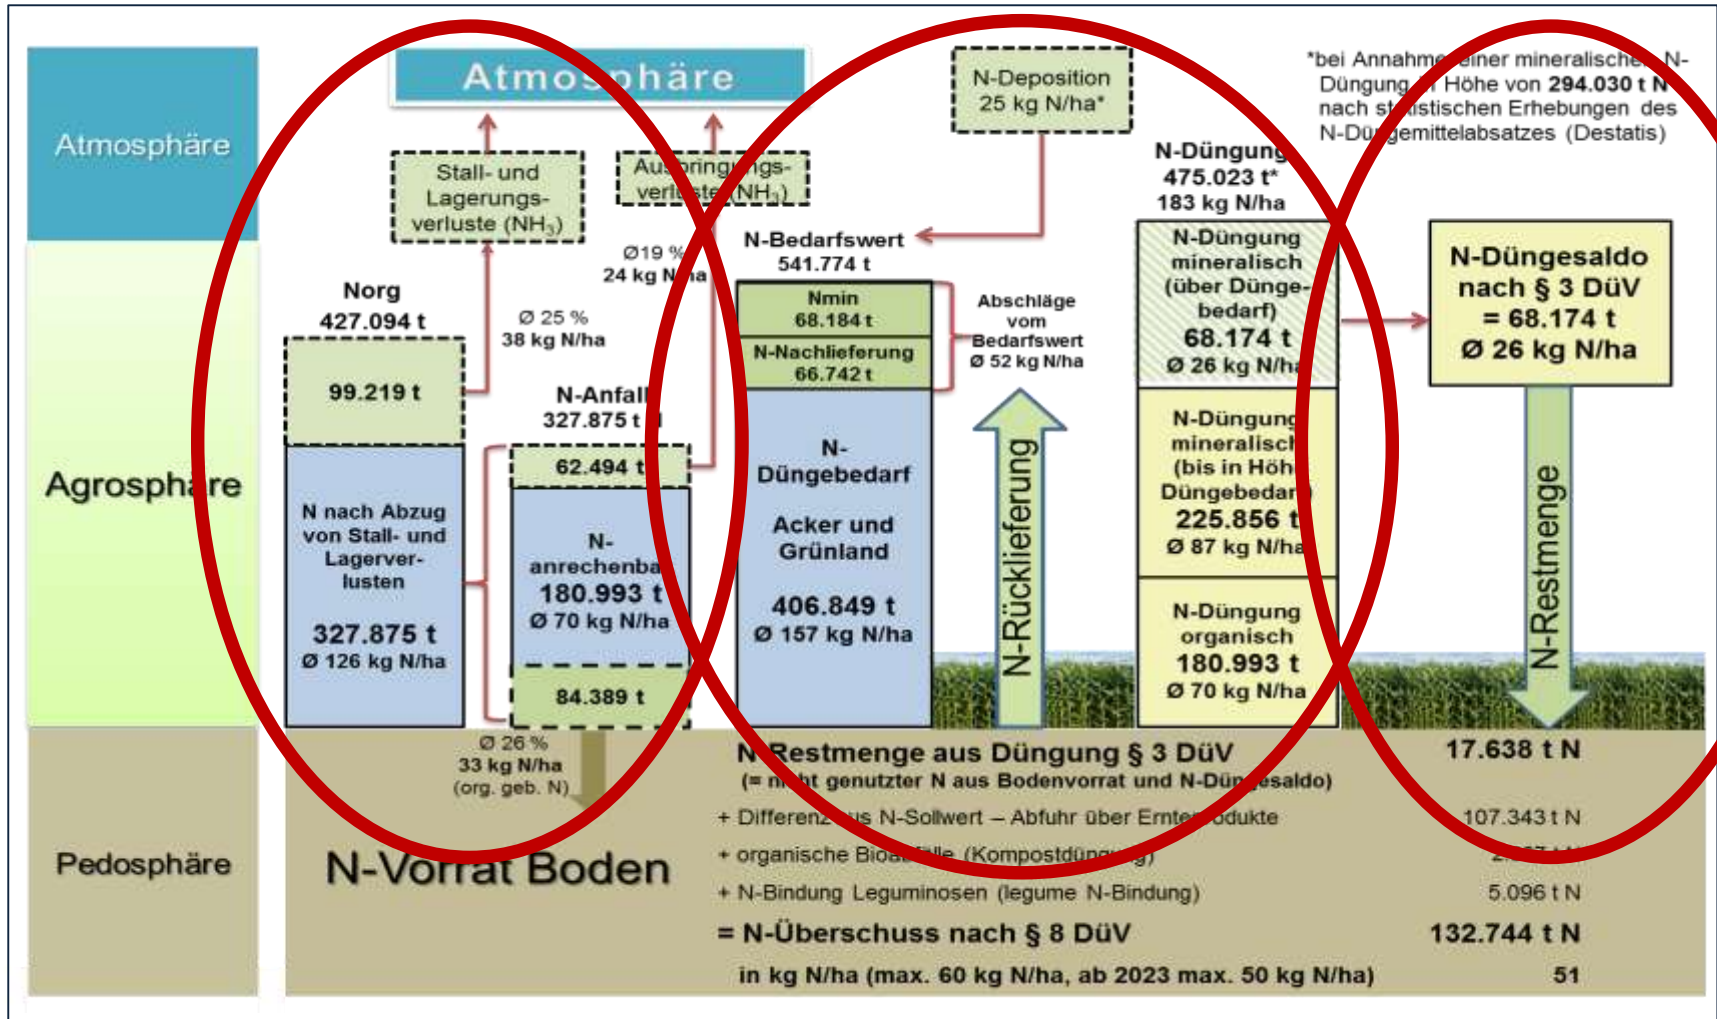 Atmosphäre
Agrosphäre
Pedosphäre
Atmosphäre
Stall- und
Lagerungs-
verluste (NH3)
Ausbringungs-
verluste (NH3)
N-Deposition
25 kg N/ha*
*bei Annahme einer mineralischen N-
Düngung in Höhe von 294.030 t N
nach statistischen Erhebungen des
N-Düngemittelabsatzes (Destatis)
Norg
427.094 t
99.219 t
N nach Abzug
von Stall- und
Lagerver-
lusten
327.875 t
Ø 126 kg N/ha
Ø 25 %
38 kg N/ha
N-Anfall
327.875 t
62.494 t
N-
anrechenbar
180.993 t
Ø 70 kg N/ha
84.389 t
Ø 26 %
33 kg N/ha
(org. geb. N)
Ø19 %
24 kg N/ha
N-Bedarfswert
541.774 t
Nmin
68.184 t
N-Nachlieferung
66.742 t
N-
Düngebedarf
Acker und
Grünland
406.849 t
Ø 157 kg N/ha
Abschläge
vom
Bedarfswert
Ø 52 kg N/ha
N-Rücklieferung
N-Düngung
475.023 t*
183 kg N/ha
N-Düngung
mineralisch
(über Dünge-
bedarf)
68.174 t
Ø 26 kg N/ha
N-Düngung
mineralisch
(bis in Höhe
Düngebedarf)
225.856 t
Ø 87 kg N/ha
N-Düngung
organisch
180.993 t
Ø 70 kg N/ha
N-Düngesaldo
nach § 3 DüV
= 68.174 t
Ø 26 kg N/ha
N-Restmenge
N-Vorrat Boden
N-Restmenge aus Düngung § 3 DüV 17.638 t N
(= nicht genutzter N aus Bodenvorrat und N-Düngesaldo)
+ Differenz aus N-Sollwert – Abfuhr über Ernteprodukte 107.343 t N
+ organische Bioabfälle (Kompostdüngung)
+ N-Bindung Leguminosen (legume N-Bindung) 5.096 t N
= N-Überschuss nach § 8 DüV 132.744 t N
in kg N/ha (max. 60 kg N/ha, ab 2023 max. 50 kg N/ha) 51